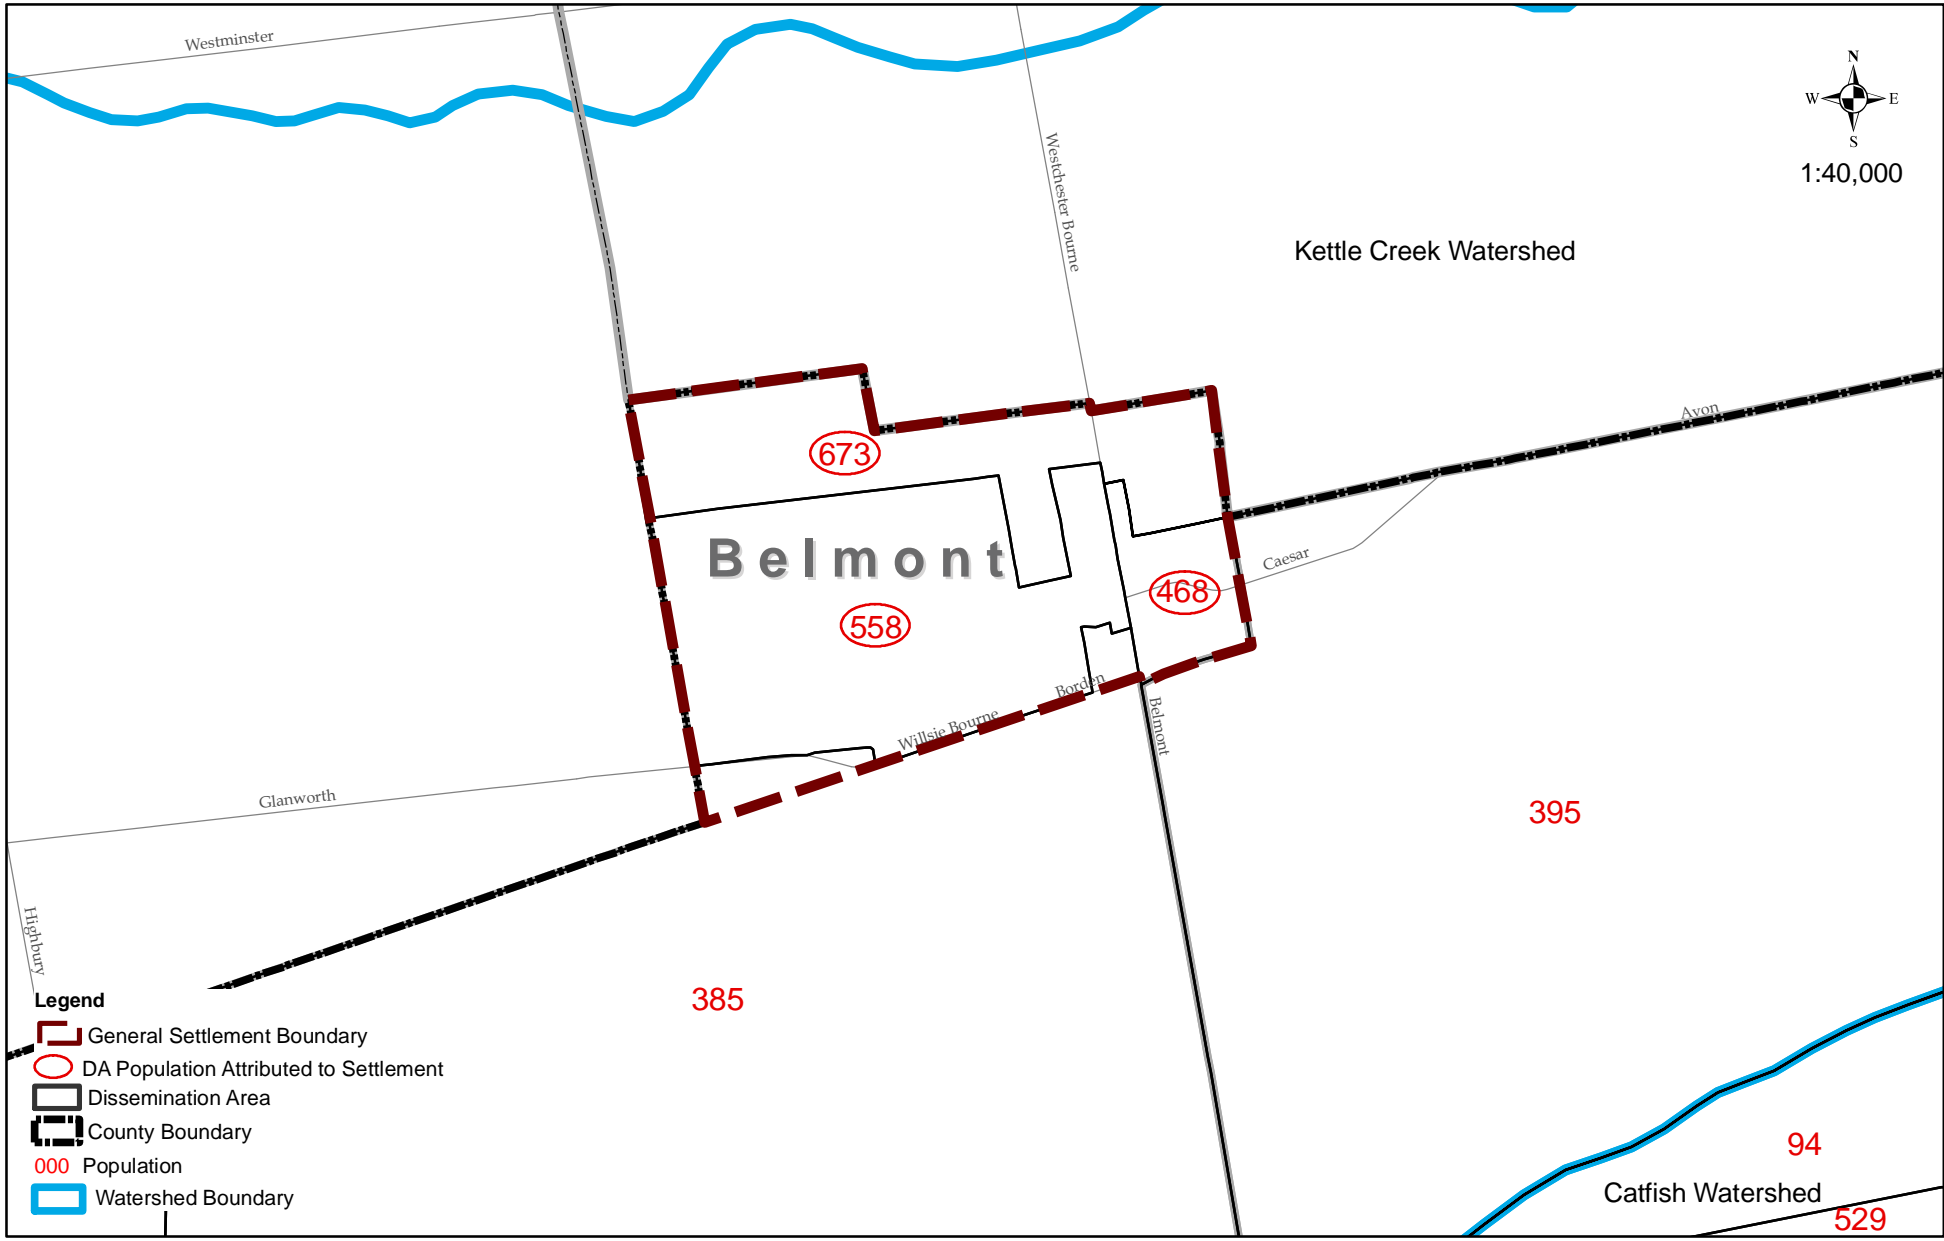 Westminster
N
W
E
S
1:40,000
Westchester Bourne
Kettle Creek Watershed
Avon
673
Belmont
Caesar
468
558
Borden
Willsie Bourne
Belmont
Glanworth
395
Highbury
385
Legend
General Settlement Boundary
DA Population Attributed to Settlement
Dissemination Area
County Boundary
000 Population
Watershed Boundary
94
Catfish Watershed
529